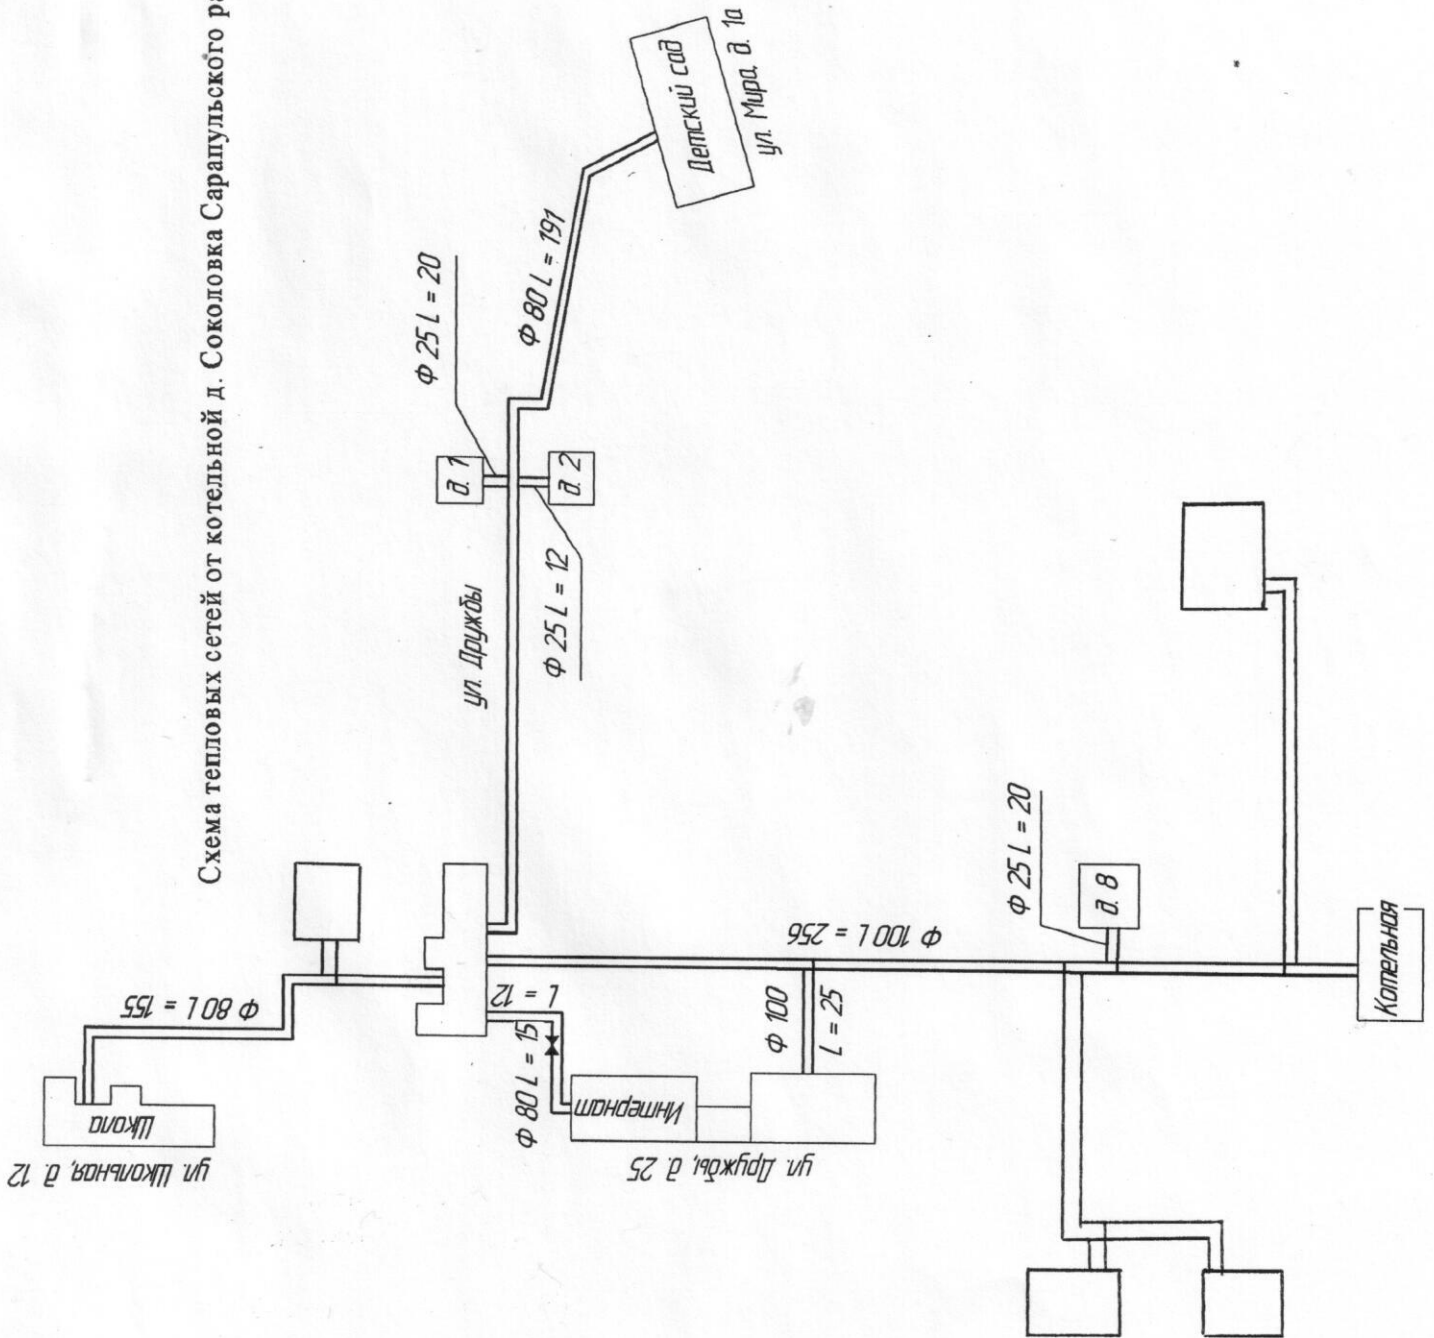 Схема тепловых сетей от котельной д. Соколовка Сарапульского ра
Детский сад
ул. Мира, д. 1а
Ф 80 L = 191
Ф 25 L = 20
д. 1
д. 2
Ф 25 L = 12
ул. Дружбы
Ф 80 L = 155
Школа
ул. Школьная, д 12
L = 12
Ф 80 L = 15
Интернат
ул. Дружбы, д 25
Ф 100
L = 25
Ф 100 L = 256
Ф 25 L = 20
д. 8
Котельная